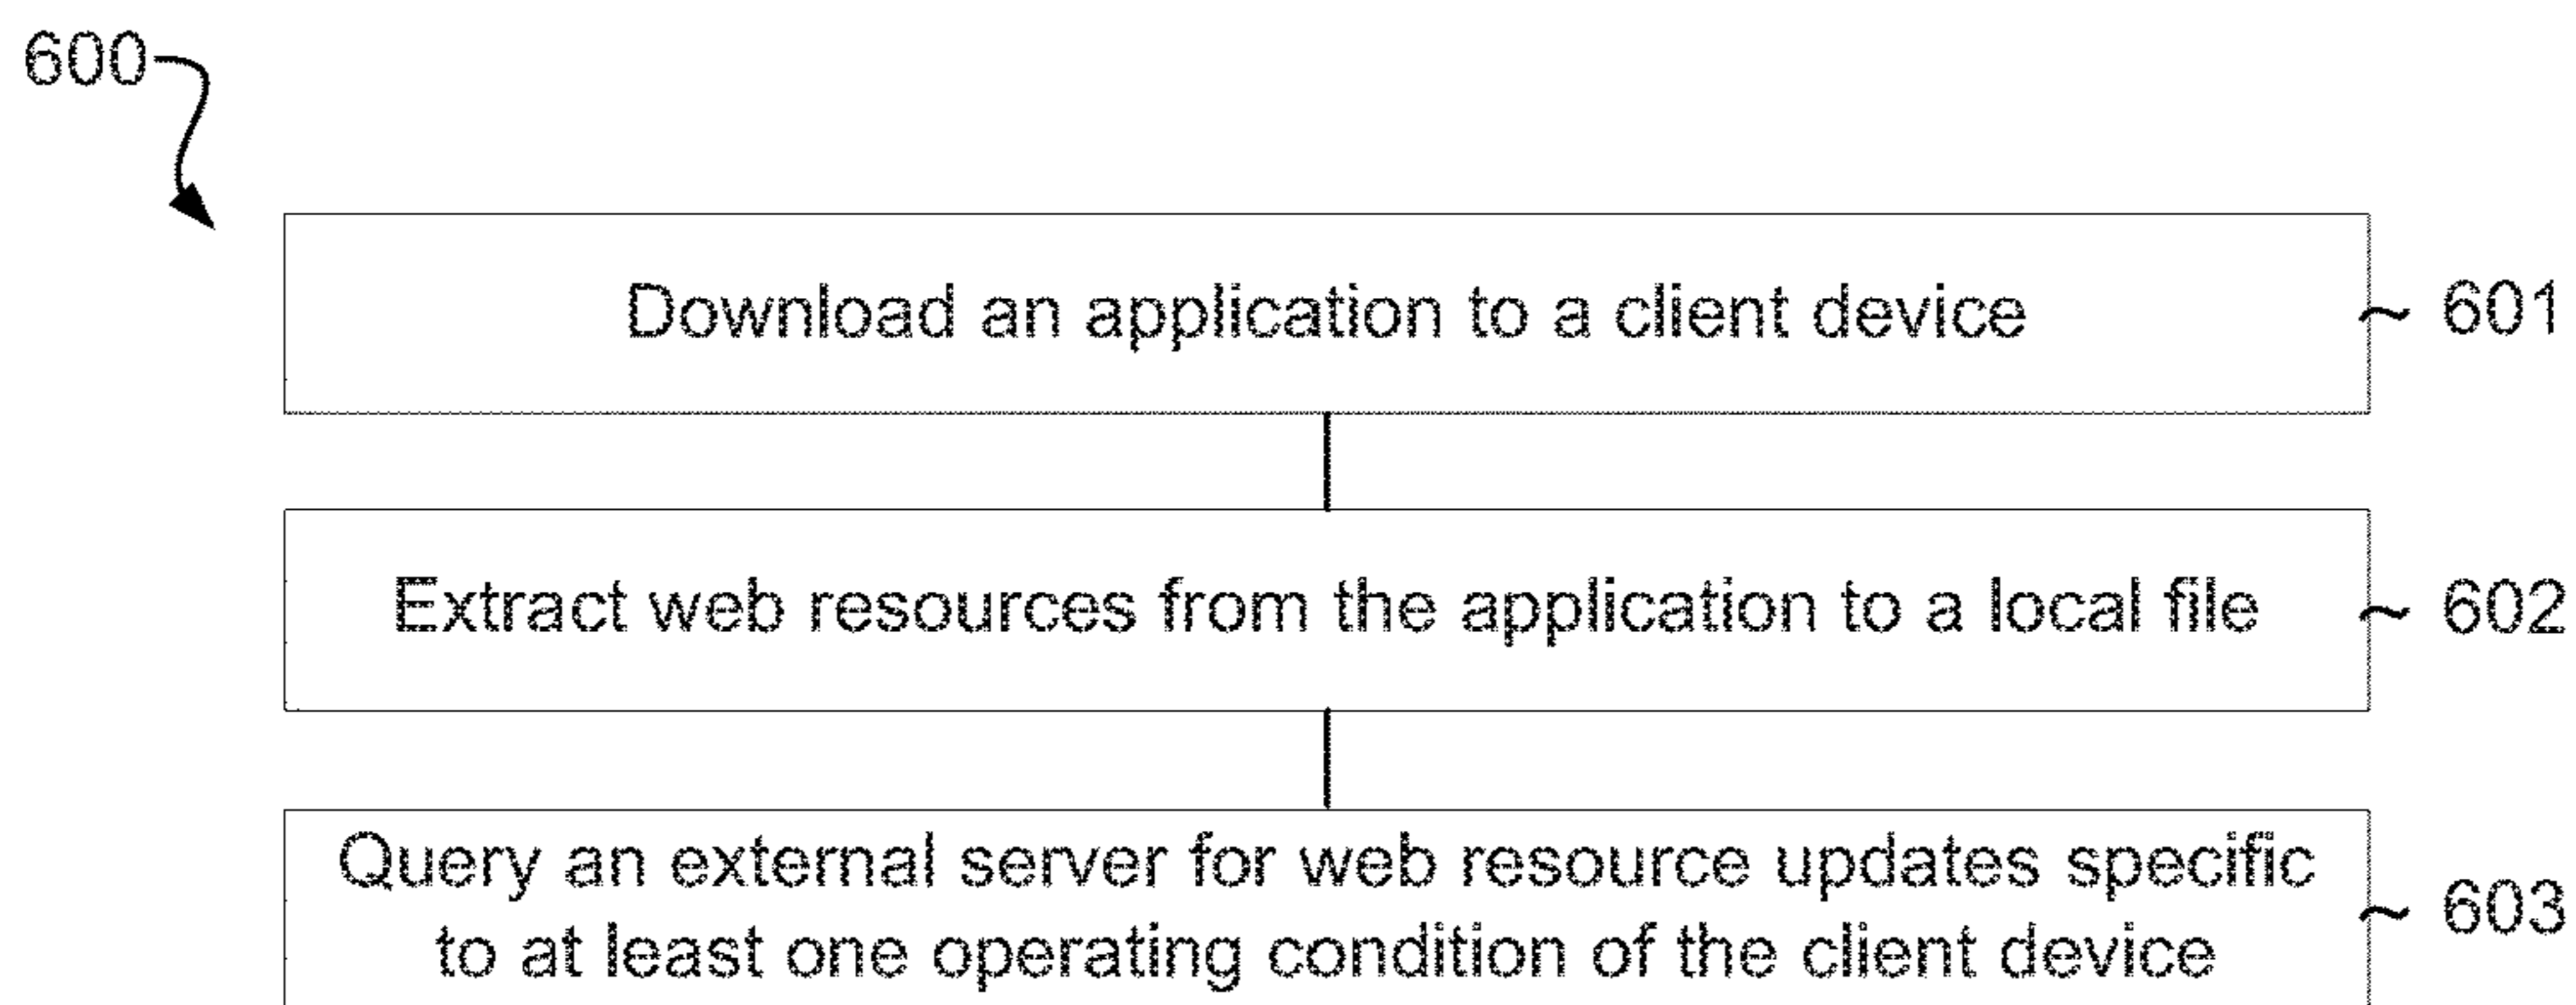 600
Download an application to a client device
601
Extract web resources from the application to a local file
602
Query an external server for web resource updates specific
to at least one operating condition of the client device
603